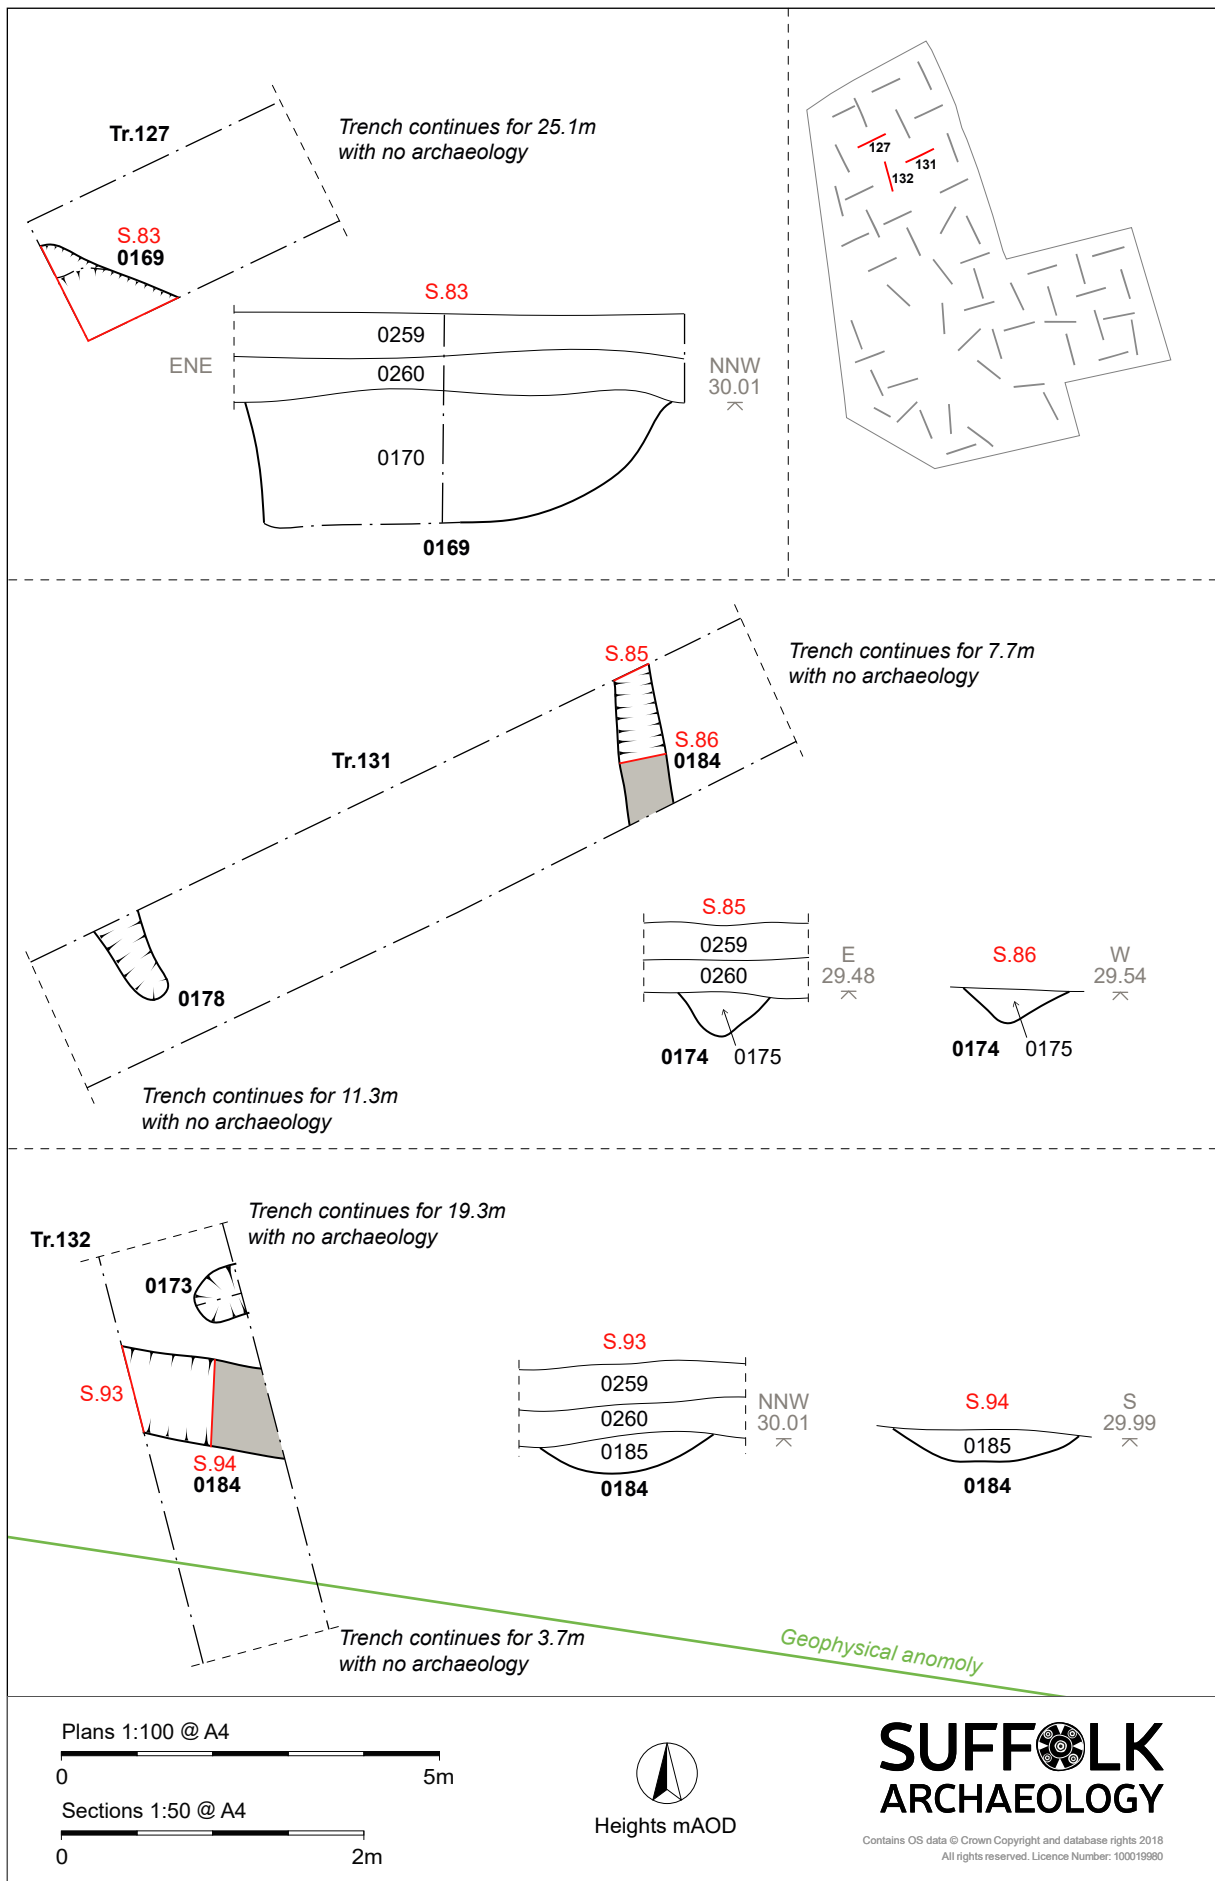 Tr.127
Trench continues for 25.1m
with no archaeology
S.83
0169
S.83
0259
ENE
0260
NNW
30.01
0170
0169
127
131
132
Trench continues for 7.7m
with no archaeology
S.85
Tr.131
S.86
0184
0178
Trench continues for 11.3m
with no archaeology
S.85
0259
0260
E
29.48
0174
0175
S.86
W
29.54
0174
0175
Tr.132
Trench continues for 19.3m
with no archaeology
0173
S.93
S.94
0184
S.93
0259
0260
NNW
30.01
0185
0184
S.94
S
29.99
0185
0184
Trench continues for 3.7m
with no archaeology
Geophysical anomoly
Plans 1:100 @ A4
0
5m
Sections 1:50 @ A4
0
2m
Heights mAOD
SUFFOLK
ARCHAEOLOGY
Contains OS data © Crown Copyright and database rights 2018
All rights reserved. Licence Number: 100019980